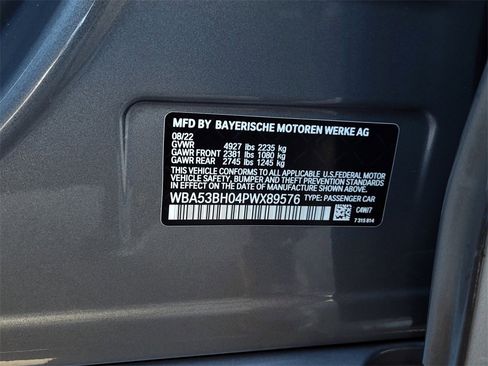 MFD BY BAYERISCHE MOTOREN WERKE AG
08/22
GVWR 4927 lbs 2235 kg
GAWR FRONT 2381 lbs 1080 kg
GAWR REAR 2745 lbs 1245 kg
THIS VEHICLE CONFORMS TO ALL APPLICABLE U.S.FEDERAL MOTOR
VEHICLE SAFETY, BUMPER AND THEFT PREVENTION STANDARDS
IN EFFECT ON THE DATE OF MANUFACTURE SHOWN ABOVE.
WBA53BH04PWX89576 TYPE: PASSENGER CAR
C4W/7
7 315 814